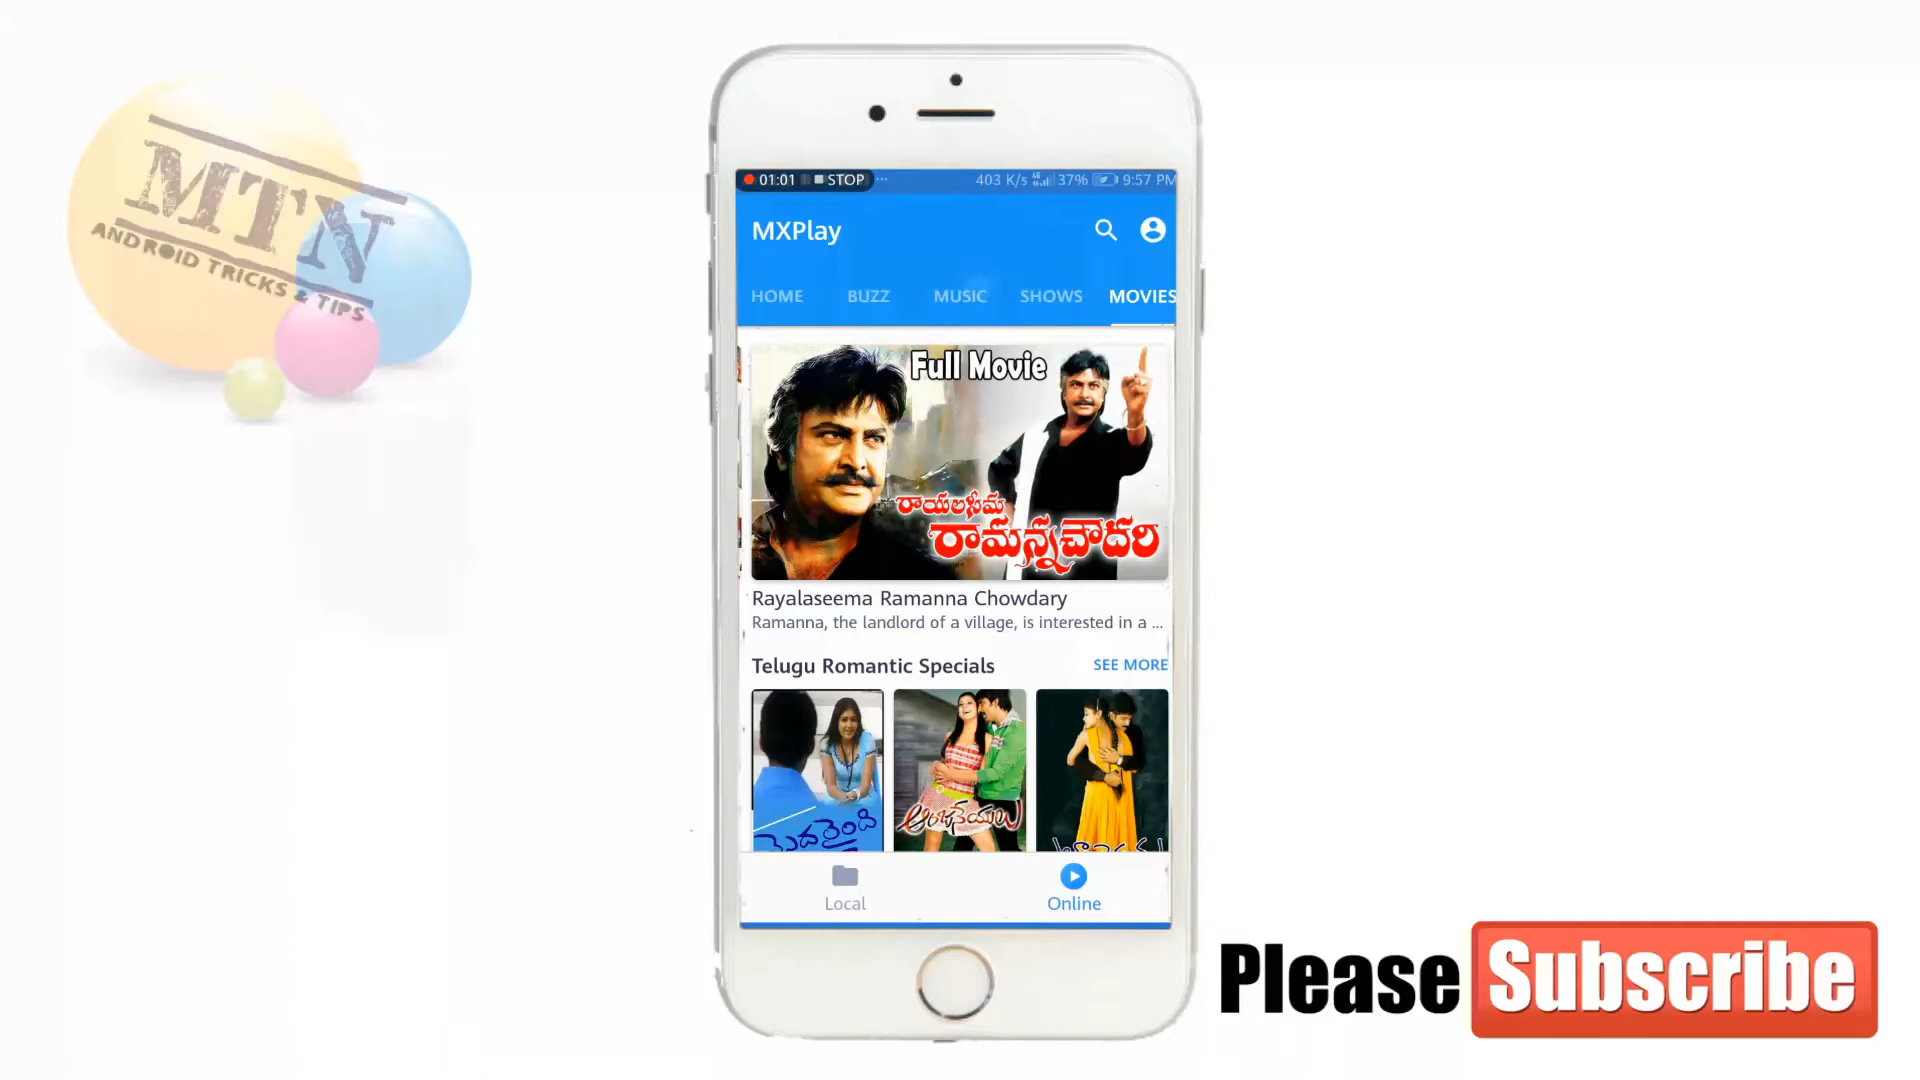 MTN
ANDROID TRICKS & TIPS
01:01 STOP ...
403 K/s 37% 9:57 PM
MXPlay
HOME BUZZ MUSIC SHOWS MOVIES
Full Movie
రాయలసీమ
రామన్నచౌదరి
Rayalaseema Ramanna Chowdary
Ramanna, the landlord of a village, is interested in a ...
Telugu Romantic Specials SEE MORE
ఆంజనేయులు
Local Online
Please Subscribe